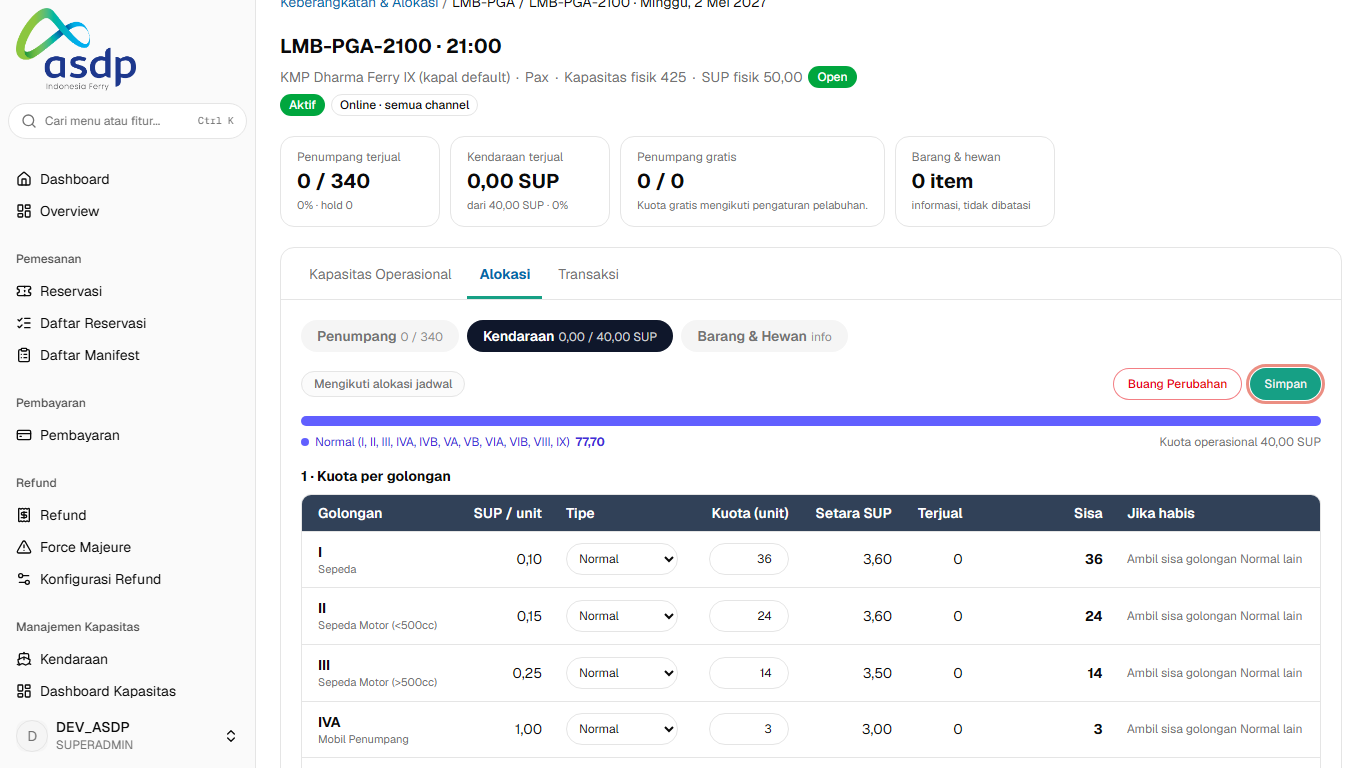 asdp
Indonesia Ferry
Cari menu atau fitur... Ctrl K
Dashboard
Overview
Pemesanan
Reservasi
Daftar Reservasi
Daftar Manifest
Pembayaran
Pembayaran
Refund
Refund
Force Majeure
Konfigurasi Refund
Manajemen Kapasitas
Kendaraan
Dashboard Kapasitas
D
DEV_ASDP
SUPERADMIN
Keberangkatan & Alokasi / LMB-PGA / LMB-PGA-2100 · Minggu, 2 Mei 2027
LMB-PGA-2100 · 21:00
KMP Dharma Ferry IX (kapal default) · Pax · Kapasitas fisik 425 · SUP fisik 50,00 Open
Aktif Online · semua channel
Penumpang terjual
0 / 340
0% · hold 0
Kendaraan terjual
0,00 SUP
dari 40,00 SUP · 0%
Penumpang gratis
0 / 0
Kuota gratis mengikuti pengaturan pelabuhan.
Barang & hewan
0 item
informasi, tidak dibatasi
Kapasitas Operasional Alokasi Transaksi
Penumpang 0 / 340 Kendaraan 0,00 / 40,00 SUP Barang & Hewan info
Mengikuti alokasi jadwal Buang Perubahan Simpan
Normal (I, II, III, IVA, IVB, VA, VB, VIA, VIB, VIII, IX) 77,70 Kuota operasional 40,00 SUP
1 · Kuota per golongan
Golongan SUP / unit Tipe Kuota (unit) Setara SUP Terjual Sisa Jika habis
I 0,10 Normal 36 3,60 0 36 Ambil sisa golongan Normal lain
Sepeda
II 0,15 Normal 24 3,60 0 24 Ambil sisa golongan Normal lain
Sepeda Motor (<500cc)
III 0,25 Normal 14 3,50 0 14 Ambil sisa golongan Normal lain
Sepeda Motor (>500cc)
IVA 1,00 Normal 3 3,00 0 3 Ambil sisa golongan Normal lain
Mobil Penumpang